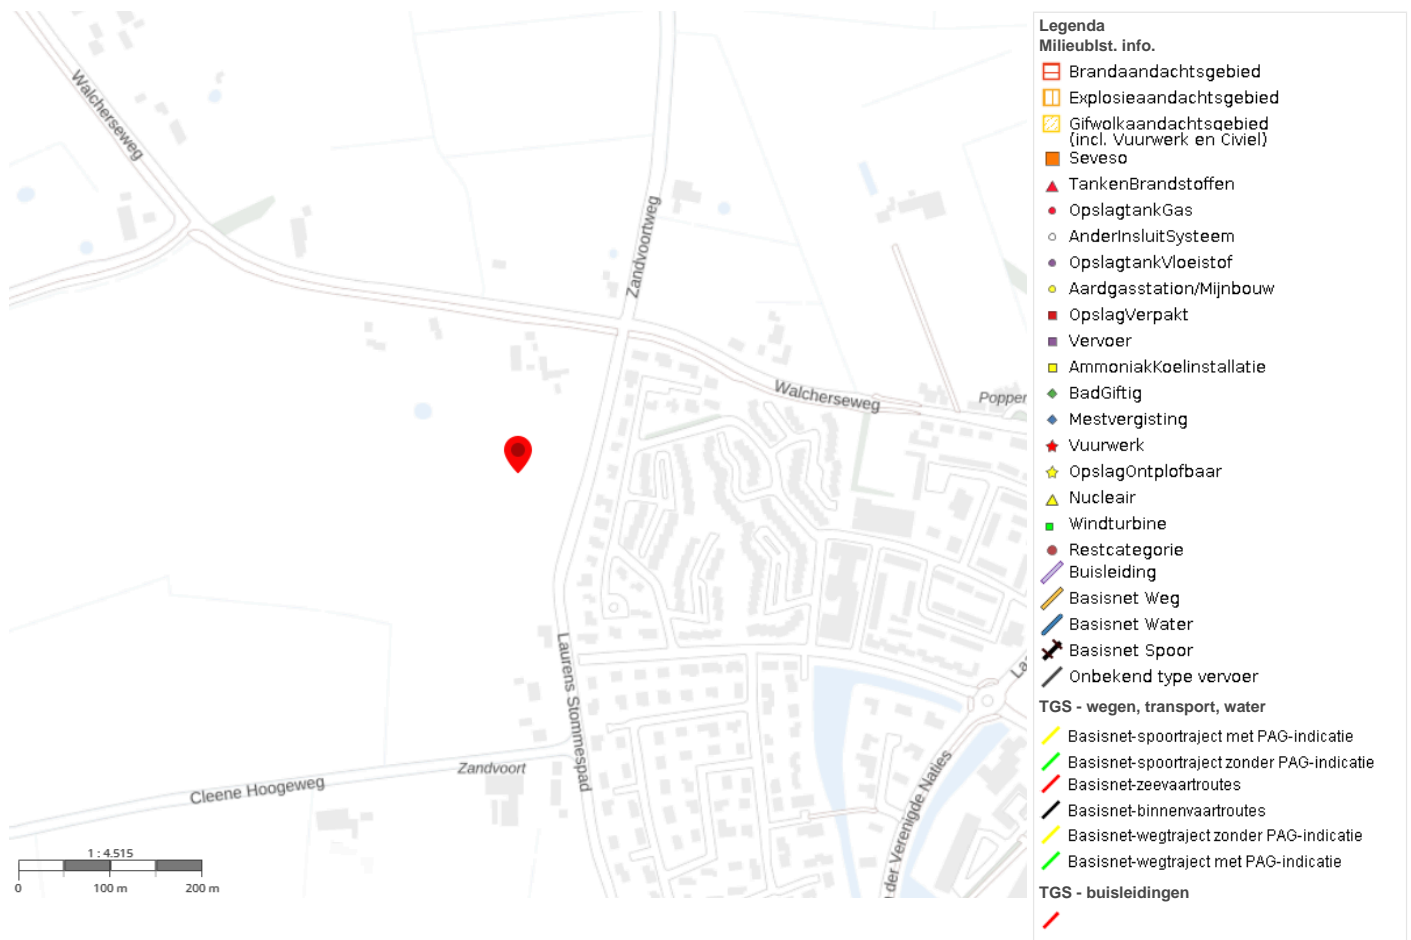 Walcherseweg
Zandvoortweg
Walcherseweg
Popper
Laurens Stommespad
La
Zandvoort
Cleene Hoogeweg
der Verenigde Naties
1 : 4.515
0 100 m 200 m
Legenda
Milieublst. info.
Brandaandachtsgebied
Explosieaandachtsgebied
Gifwolkaandachtsgebied
(incl. Vuurwerk en Civiel)
Seveso
TankenBrandstoffen
OpslagtankGas
AnderInsluitSysteem
OpslagtankVloeistof
Aardgasstation/Mijnbouw
OpslagVerpakt
Vervoer
AmmoniakKoelinstallatie
BadGiftig
Mestvergisting
Vuurwerk
OpslagOntplofbaar
Nucleair
Windturbine
Restcategorie
Buisleiding
Basisnet Weg
Basisnet Water
Basisnet Spoor
Onbekend type vervoer
TGS - wegen, transport, water
Basisnet-spoortraject met PAG-indicatie
Basisnet-spoortraject zonder PAG-indicatie
Basisnet-zeevaartroutes
Basisnet-binnenvaartroutes
Basisnet-wegtraject zonder PAG-indicatie
Basisnet-wegtraject met PAG-indicatie
TGS - buisleidingen